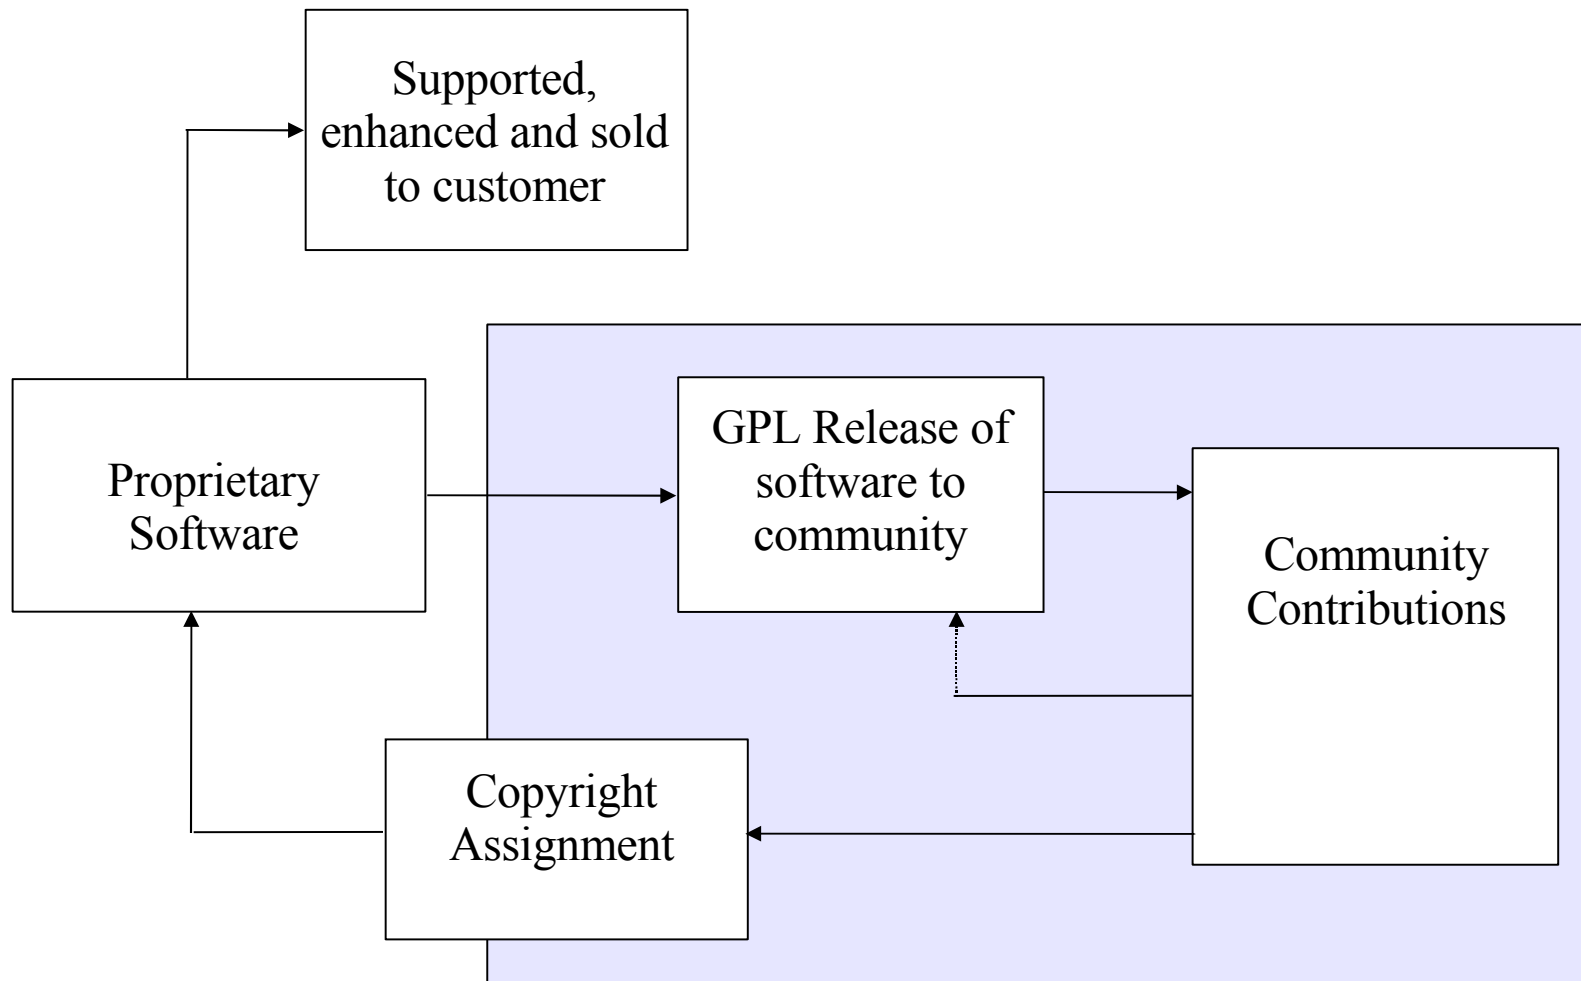 Supported,
enhanced and sold
to customer
Proprietary
Software
GPL Release of
software to
community
Community
Contributions
Copyright
Assignment